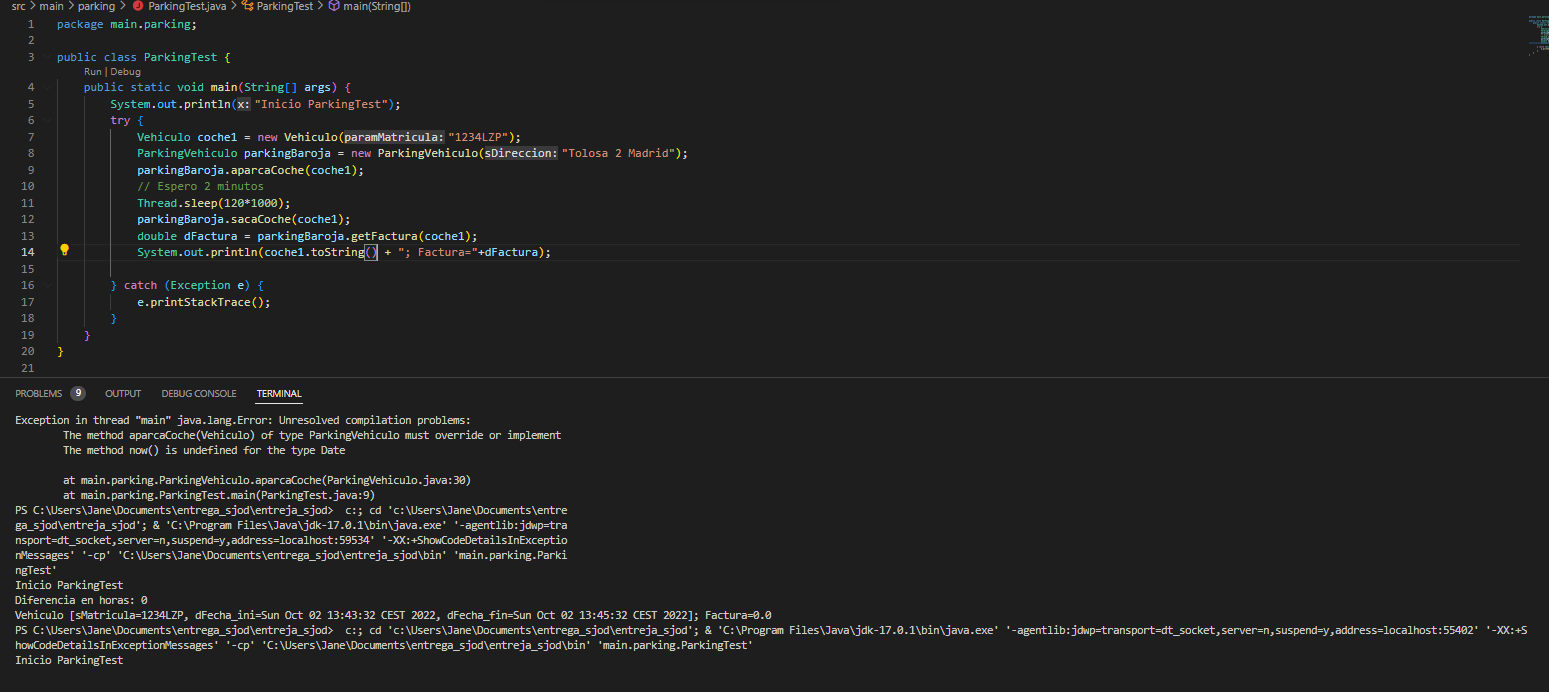 src > main > parking > ParkingTest.java > ParkingTest > main(String[])
1 package main.parking;
2
3 public class ParkingTest {
Run | Debug
4 public static void main(String[] args) {
5 System.out.println(x: "Inicio ParkingTest");
6 try {
7 Vehiculo coche1 = new Vehiculo(paramMatricula: "1234LZP");
8 ParkingVehiculo parkingBaroja = new ParkingVehiculo(sDireccion: "Tolosa 2 Madrid");
9 parkingBaroja.aparcaCoche(coche1);
10 // Espero 2 minutos
11 Thread.sleep(120*1000);
12 parkingBaroja.sacaCoche(coche1);
13 double dFactura = parkingBaroja.getFactura(coche1);
14 System.out.println(coche1.toString() + "; Factura="+dFactura);
15
16 } catch (Exception e) {
17 e.printStackTrace();
18 }
19 }
20 }
21
PROBLEMS 9 OUTPUT DEBUG CONSOLE TERMINAL
Exception in thread "main" java.lang.Error: Unresolved compilation problems:
The method aparcaCoche(Vehiculo) of type ParkingVehiculo must override or implement
The method now() is undefined for the type Date
at main.parking.ParkingVehiculo.aparcaCoche(ParkingVehiculo.java:30)
at main.parking.ParkingTest.main(ParkingTest.java:9)
PS C:\Users\Jane\Documents\entrega_sjod\entreja_sjod>  c:; cd 'c:\Users\Jane\Documents\entre
ga_sjod\entreja_sjod'; & 'C:\Program Files\Java\jdk-17.0.1\bin\java.exe' '-agentlib:jdwp=tra
nsport=dt_socket,server=n,suspend=y,address=localhost:59534' '-XX:+ShowCodeDetailsInExceptio
nMessages' '-cp' 'C:\Users\Jane\Documents\entrega_sjod\entreja_sjod\bin' 'main.parking.Parki
ngTest'
Inicio ParkingTest
Diferencia en horas: 0
Vehiculo [sMatricula=1234LZP, dFecha_ini=Sun Oct 02 13:43:32 CEST 2022, dFecha_fin=Sun Oct 02 13:45:32 CEST 2022]; Factura=0.0
PS C:\Users\Jane\Documents\entrega_sjod\entreja_sjod>  c:; cd 'c:\Users\Jane\Documents\entrega_sjod\entreja_sjod'; & 'C:\Program Files\Java\jdk-17.0.1\bin\java.exe' '-agentlib:jdwp=transport=dt_socket,server=n,suspend=y,address=localhost:55402' '-XX:+S
howCodeDetailsInExceptionMessages' '-cp' 'C:\Users\Jane\Documents\entrega_sjod\entreja_sjod\bin' 'main.parking.ParkingTest'
Inicio ParkingTest